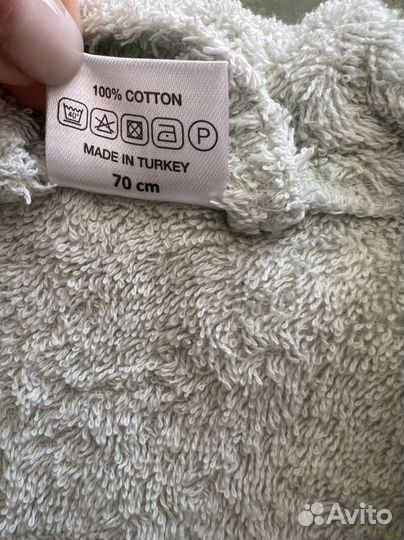 100% COTTON
40°
P
MADE IN TURKEY
70 cm
Avito